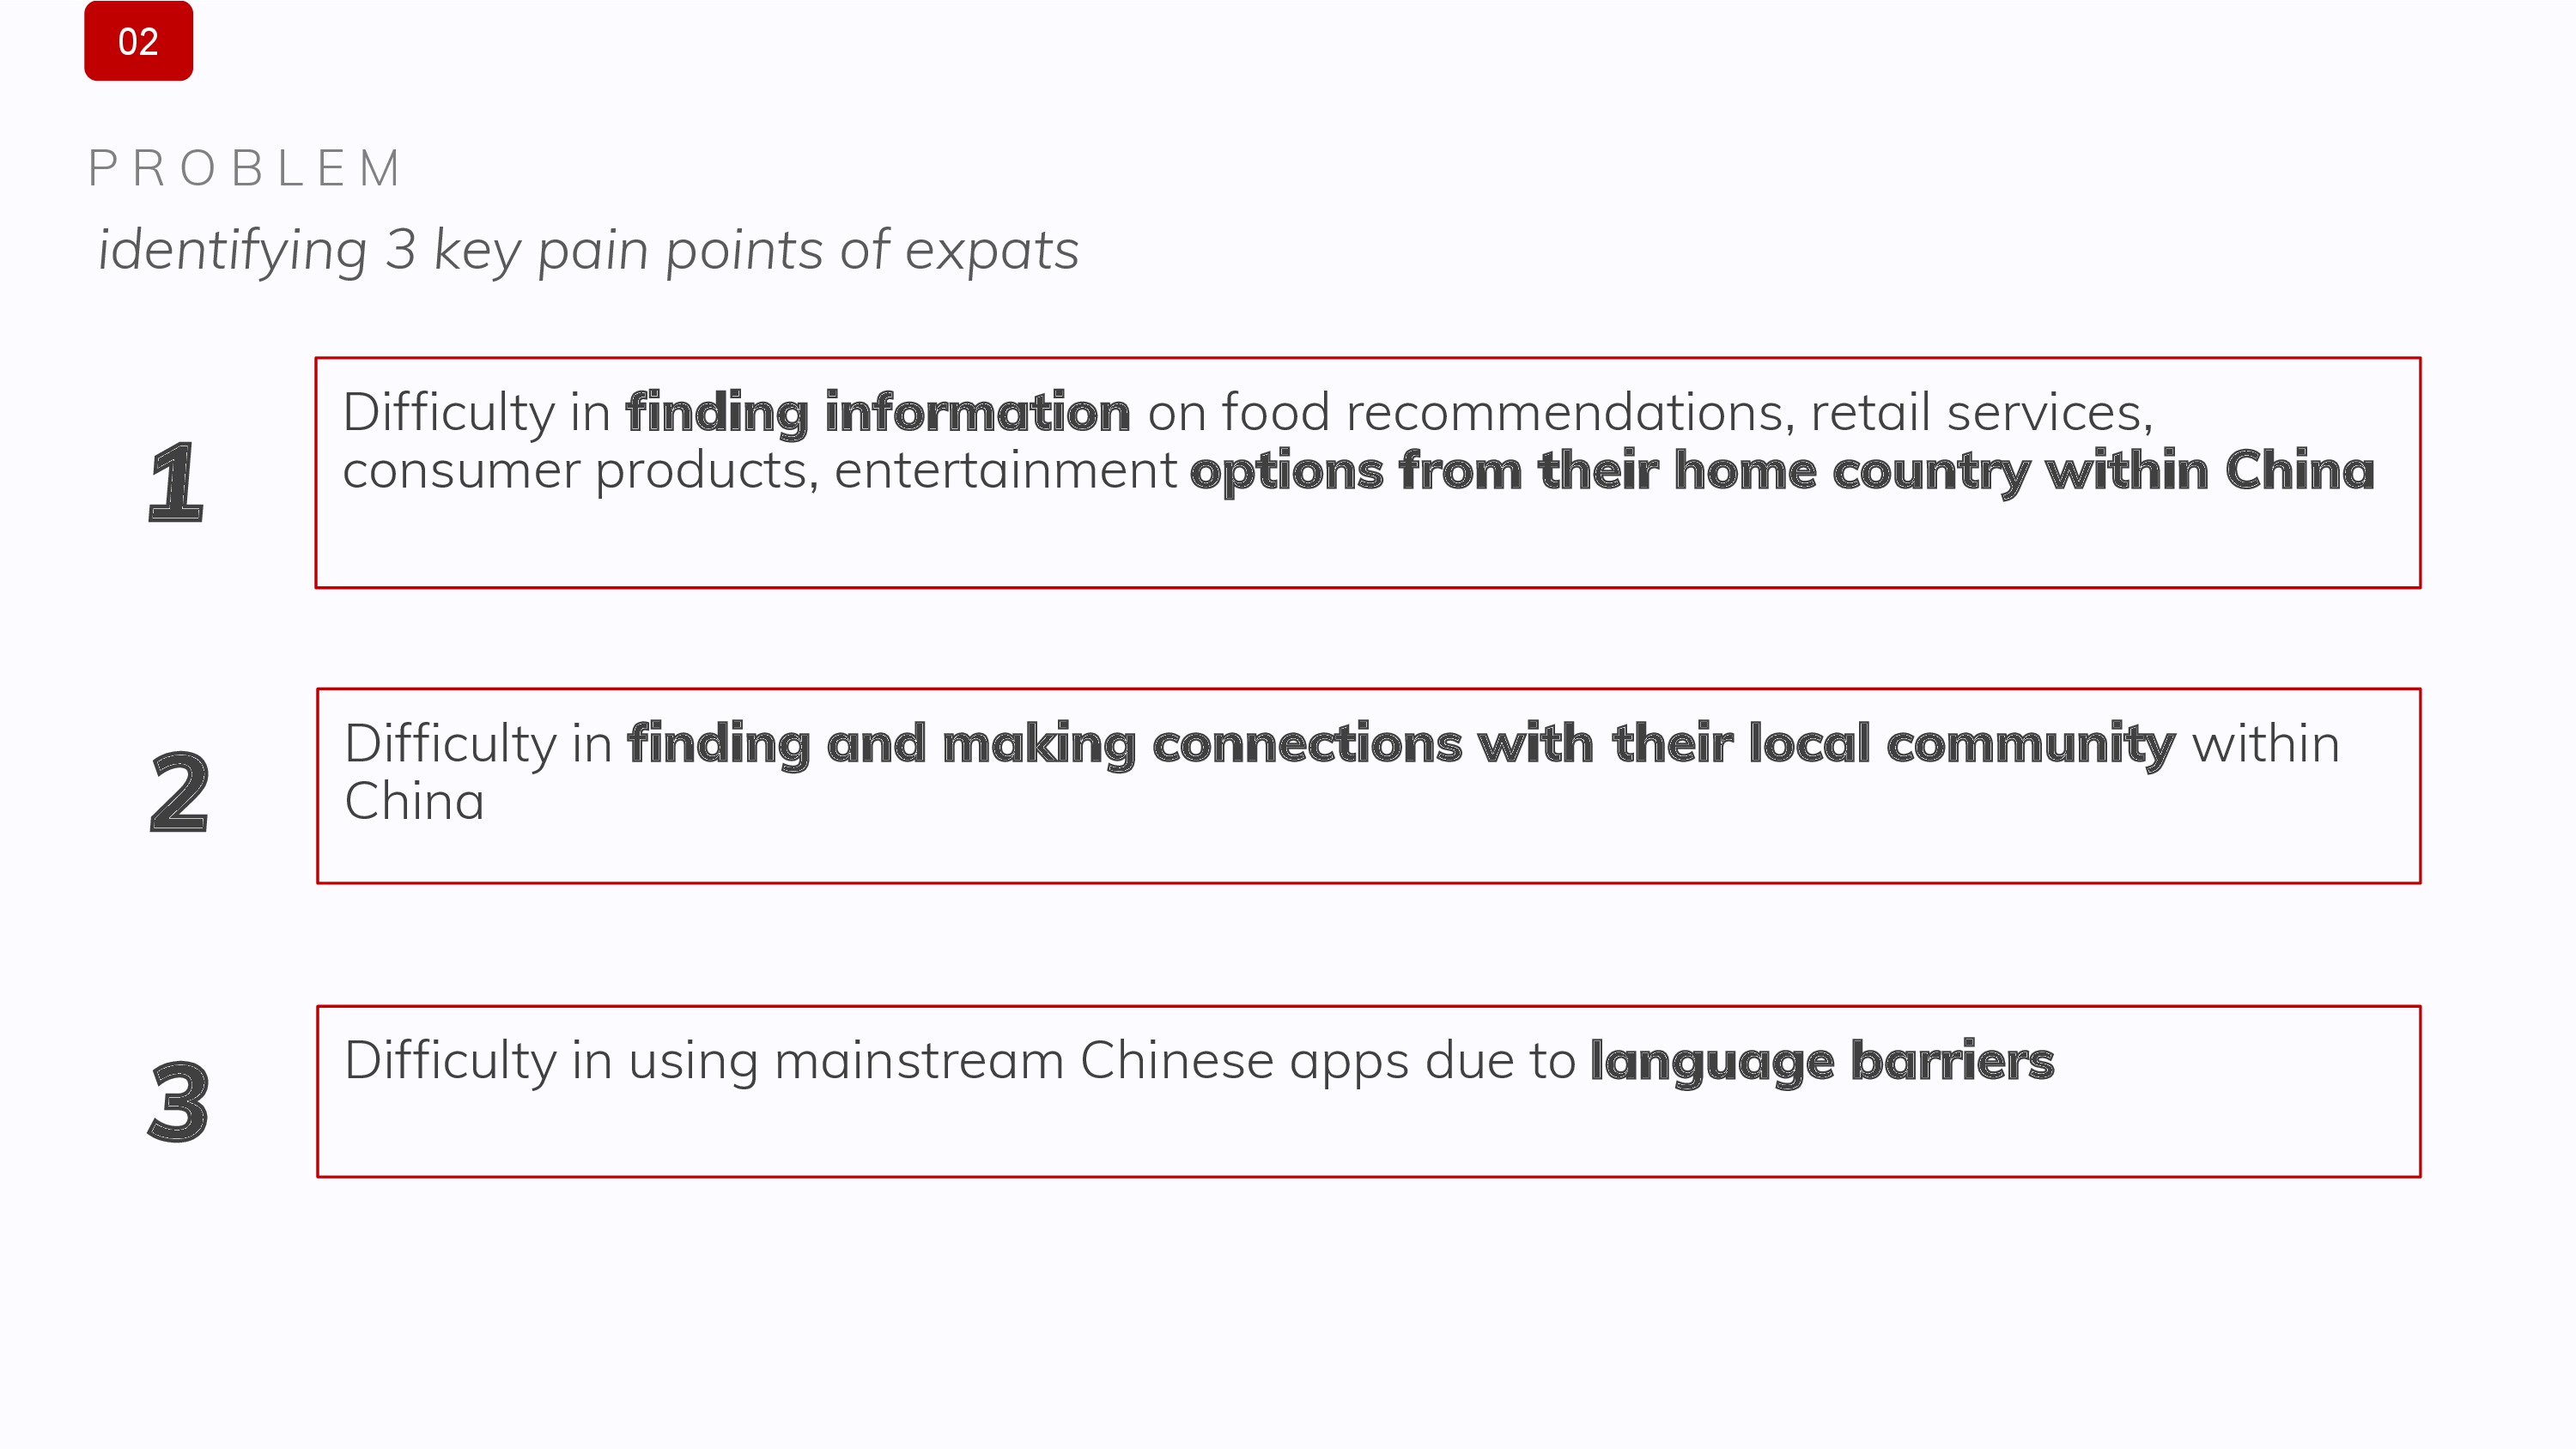 02
PROBLEM
identifying 3 key pain points of expats
1
Difficulty in finding information on food recommendations, retail services,
consumer products, entertainment options from their home country within China
2
Difficulty in finding and making connections with their local community within
China
3
Difficulty in using mainstream Chinese apps due to language barriers